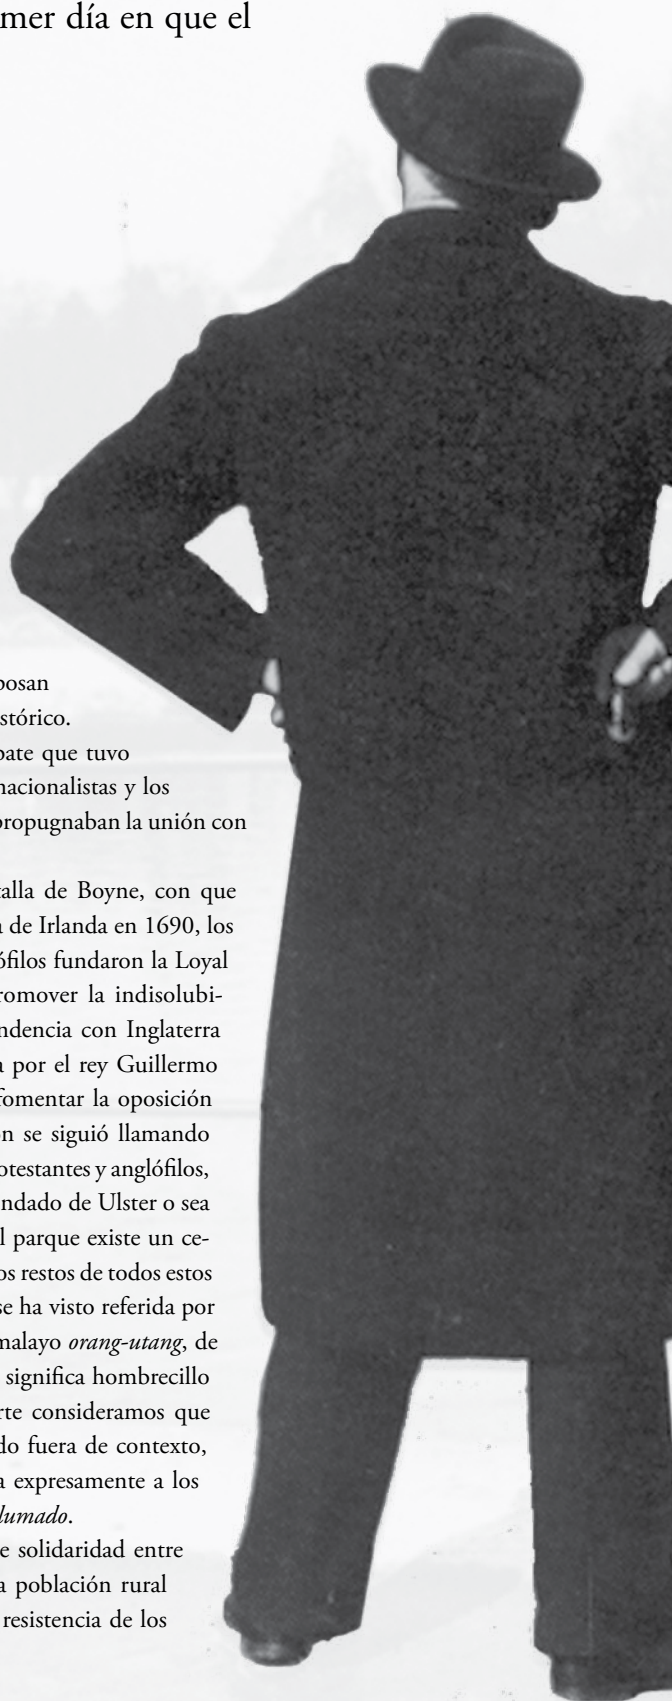 mer día en que el
posan
stórico.
pate que tuvo
nacionalistas y los
propugnaban la unión con
talla de Boyne, con que
a de Irlanda en 1690, los
ófilos fundaron la Loyal
romover la indisolubi-
ndencia con Inglaterra
a por el rey Guillermo
fomentar la oposición
ón se siguió llamando
otestantes y anglófilos,
ndado de Ulster o sea
l parque existe un ce-
os restos de todos estos
se ha visto referida por
malayo orang-utang, de
significa hombrecillo
rte consideramos que
do fuera de contexto,
a expresamente a los
lumado.
e solidaridad entre
a población rural
resistencia de los